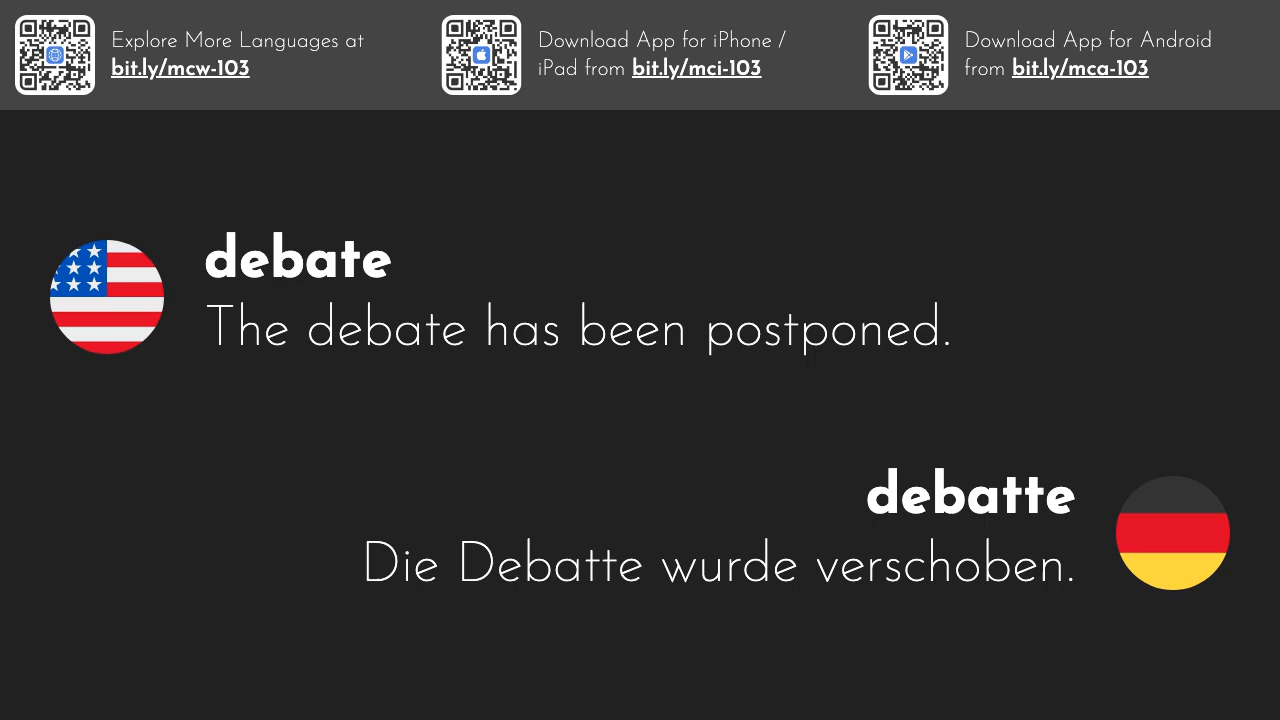 Explore More Languages at
bit.ly/mcw-103
Download App for iPhone /
iPad from bit.ly/mci-103
Download App for Android
from bit.ly/mca-103
debate
The debate has been postponed.
debatte
Die Debatte wurde verschoben.